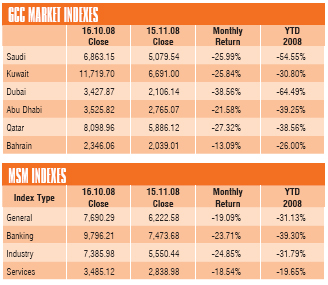 GCC MARKET INDEXES
16.10.08 15.11.08 Monthly YTD
Close Close Return 2008
Saudi 6,863.15 5,079.54 -25.99% -54.55%
Kuwait 11,719.70 6,691.00 -25.84% -30.80%
Dubai 3,427.87 2,106.14 -38.56% -64.49%
Abu Dhabi 3,525.82 2,765.07 -21.58% -39.25%
Qatar 8,098.96 5,886.12 -27.32% -38.56%
Bahrain 2,346.06 2,039.01 -13.09% -26.00%
MSM INDEXES
Index Type 16.10.08 15.11.08 Monthly YTD
Close Close Return 2008
General 7,690.29 6,222.58 -19.09% -31.13%
Banking 9,796.21 7,473.68 -23.71% -39.30%
Industry 7,385.98 5,550.44 -24.85% -31.79%
Services 3,485.12 2,838.98 -18.54% -19.65%